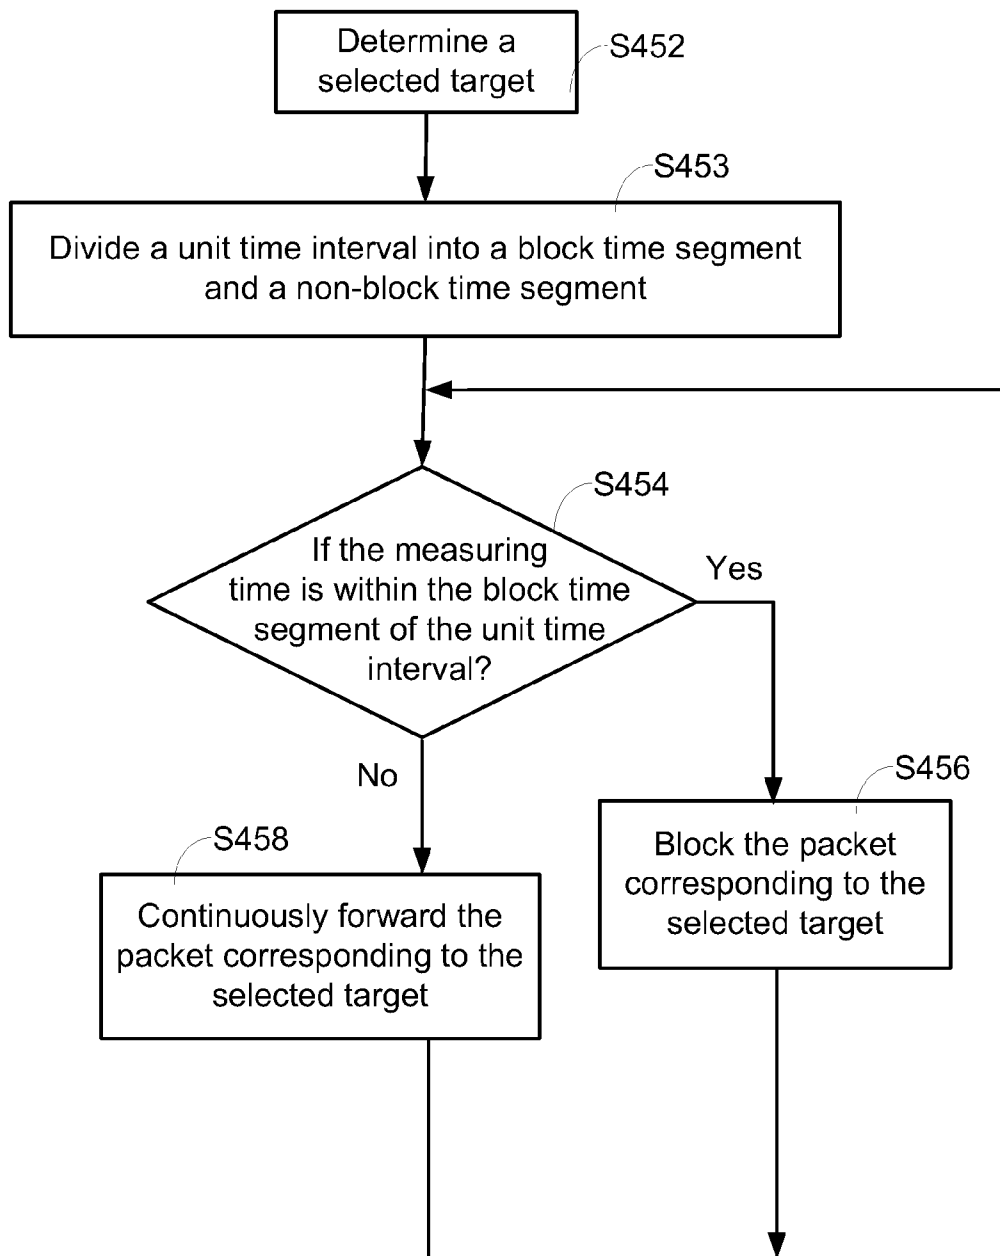 Determine a
selected target
S452
S453
Divide a unit time interval into a block time segment
and a non-block time segment
S454
If the measuring
time is within the block time
segment of the unit time
interval?
Yes
No
S456
Block the packet
corresponding to the
selected target
S458
Continuously forward the
packet corresponding to the
selected target